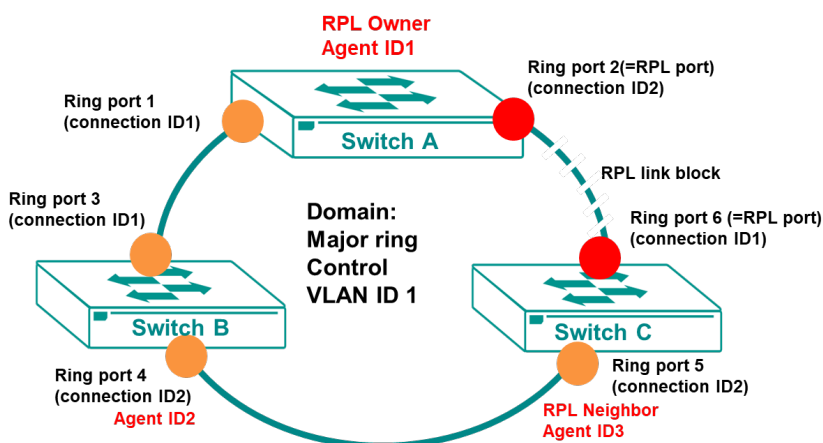 RPL Owner
Agent ID1
Ring port 2(=RPL port)
(connection ID2)
Ring port 1
(connection ID1)
Switch A
RPL link block
Ring port 3
(connection ID1)
Domain:
Major ring
Control
VLAN ID 1
Ring port 6 (=RPL port)
(connection ID1)
Switch B
Switch C
Ring port 4
(connection ID2)
Agent ID2
Ring port 5
(connection ID2)
RPL Neighbor
Agent ID3